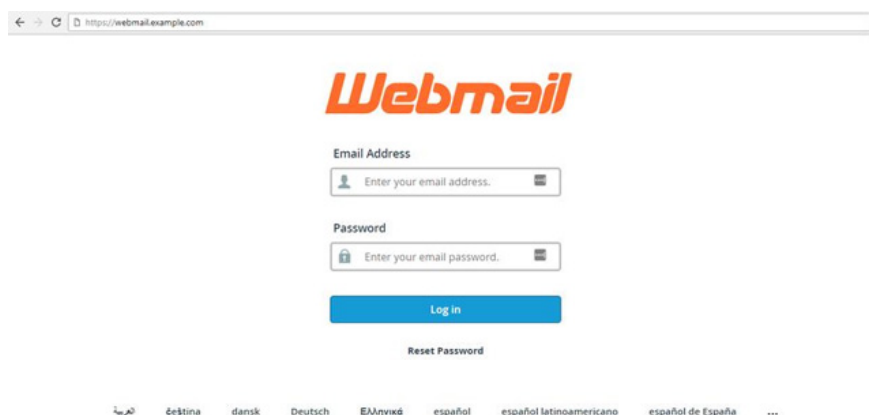 https://webmail.example.com
Webmail
Email Address
Enter your email address.
Password
Enter your email password.
Log in
Reset Password
العربية čeština dansk Deutsch Ελληνικά español español latinoamericano español de España ...